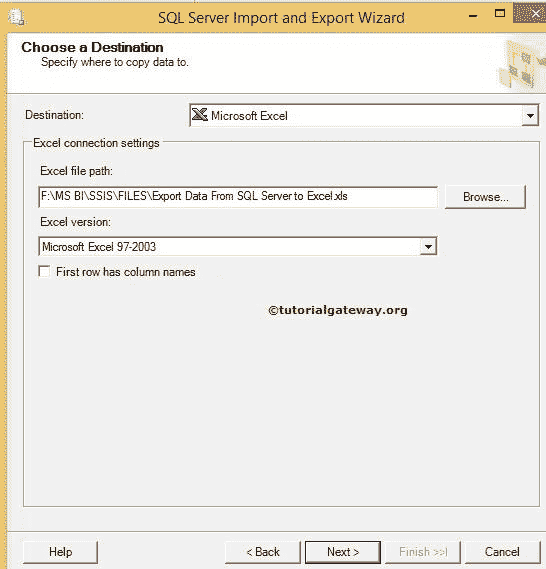 SQL Server Import and Export Wizard
Choose a Destination
Specify where to copy data to.
Destination:
Microsoft Excel
Excel connection settings
Excel file path:
F:\MS BI\SSIS\FILES\Export Data From SQL Server to Excel.xls
Browse...
Excel version:
Microsoft Excel 97-2003
First row has column names
©tutorialgateway.org
Help
< Back
Next >
Finish >>|
Cancel